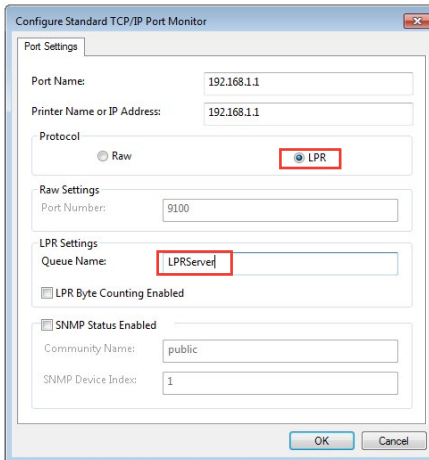 Configure Standard TCP/IP Port Monitor
Port Settings
Port Name: 192.168.1.1
Printer Name or IP Address: 192.168.1.1
Protocol
Raw LPR
Raw Settings
Port Number: 9100
LPR Settings
Queue Name: LPRServer
LPR Byte Counting Enabled
SNMP Status Enabled
Community Name: public
SNMP Device Index: 1
OK Cancel